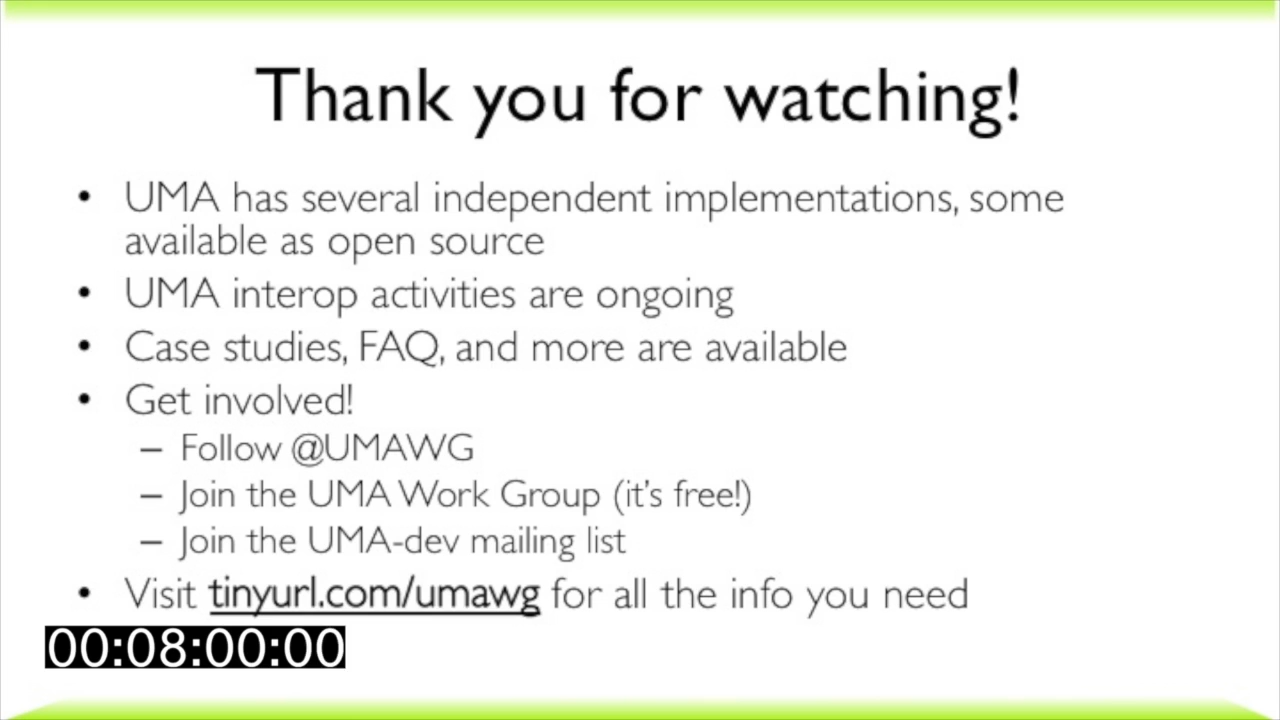 Thank you for watching!
• UMA has several independent implementations, some
available as open source
• UMA interop activities are ongoing
• Case studies, FAQ, and more are available
• Get involved!
– Follow @UMAWG
– Join the UMA Work Group (it's free!)
– Join the UMA-dev mailing list
• Visit tinyurl.com/umawg for all the info you need
00:08:00:00